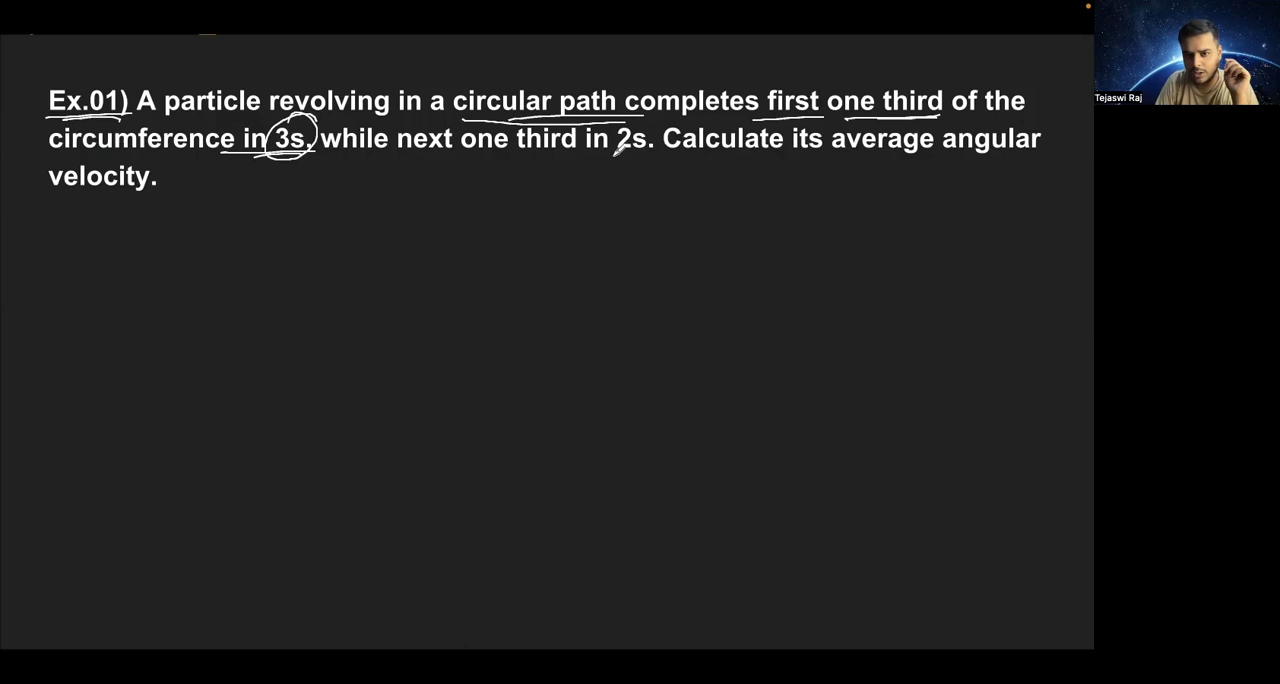 Ex.01) A particle revolving in a circular path completes first one third of the
circumference in 3s, while next one third in 2s. Calculate its average angular
velocity.
Tejaswi Raj